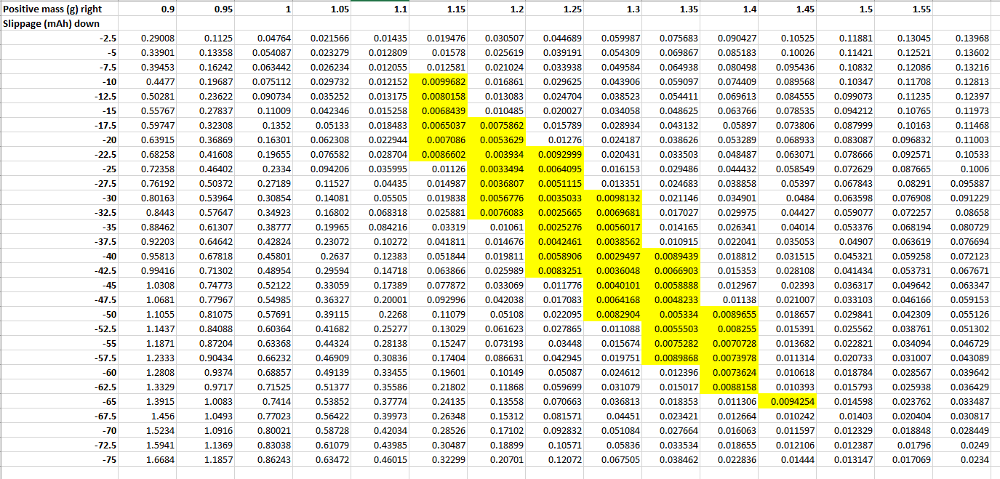 Positive mass (g) right 0.9 0.95 1 1.05 1.1 1.15 1.2 1.25 1.3 1.35 1.4 1.45 1.5 1.55
Slippage (mAh) down
-2.5 0.29008 0.1125 0.04764 0.021566 0.01435 0.019476 0.030507 0.044689 0.059987 0.075683 0.090427 0.10525 0.11881 0.13045 0.13968
-5 0.33901 0.13358 0.054087 0.023279 0.012809 0.01578 0.025619 0.039191 0.054309 0.069867 0.085183 0.10026 0.11421 0.12521 0.13602
-7.5 0.39453 0.16242 0.063442 0.026234 0.012055 0.012581 0.021024 0.033938 0.049584 0.064938 0.080498 0.095436 0.10832 0.12086 0.13216
-10 0.4477 0.19687 0.075112 0.029732 0.012152 0.0099682 0.016861 0.029625 0.043906 0.059097 0.074409 0.089568 0.10347 0.11708 0.12813
-12.5 0.50281 0.23622 0.090734 0.035252 0.013175 0.0080158 0.013083 0.024704 0.038523 0.054411 0.069613 0.084555 0.099073 0.11235 0.12397
-15 0.55767 0.27837 0.11009 0.042346 0.015258 0.0068439 0.010485 0.020027 0.034058 0.048625 0.063766 0.078535 0.094212 0.10765 0.11973
-17.5 0.59747 0.32308 0.1352 0.05133 0.018483 0.0065037 0.0075862 0.015789 0.028934 0.043132 0.05897 0.073806 0.087999 0.10163 0.11468
-20 0.63915 0.36869 0.16301 0.062308 0.022944 0.007086 0.0053629 0.01276 0.024187 0.038626 0.053289 0.068933 0.083087 0.096832 0.11003
-22.5 0.68258 0.41608 0.19655 0.076582 0.028704 0.0086602 0.003934 0.0092999 0.020431 0.033503 0.048487 0.063071 0.078666 0.092571 0.10533
-25 0.72358 0.46402 0.2334 0.094206 0.035995 0.01126 0.0033494 0.0064095 0.016153 0.029486 0.044432 0.058549 0.072629 0.087665 0.1006
-27.5 0.76192 0.50372 0.27189 0.11527 0.04435 0.014987 0.0036807 0.0051115 0.013351 0.024683 0.038858 0.05397 0.067843 0.08291 0.095887
-30 0.80163 0.53964 0.30854 0.14081 0.05505 0.019838 0.0056776 0.0035033 0.0098132 0.021146 0.034901 0.0484 0.063598 0.076908 0.091229
-32.5 0.8443 0.57647 0.34923 0.16802 0.068318 0.025881 0.0076083 0.0025665 0.0069681 0.017027 0.029975 0.04427 0.059077 0.072257 0.08658
-35 0.88462 0.61307 0.38777 0.19965 0.084216 0.03319 0.01061 0.0025276 0.0056017 0.014165 0.026341 0.04014 0.053376 0.068194 0.080729
-37.5 0.92203 0.64642 0.42824 0.23072 0.10272 0.041811 0.014676 0.0042461 0.0038562 0.010915 0.022041 0.035053 0.04907 0.063619 0.076694
-40 0.95813 0.67818 0.45801 0.2637 0.12383 0.051844 0.019811 0.0058906 0.0029497 0.0089439 0.018812 0.031515 0.045321 0.059258 0.072123
-42.5 0.99416 0.71302 0.48954 0.29594 0.14718 0.063866 0.025989 0.0083251 0.0036048 0.0066903 0.015353 0.028108 0.041434 0.053731 0.067671
-45 1.0308 0.74773 0.52122 0.33059 0.17389 0.077872 0.033069 0.011776 0.0040101 0.0058888 0.012967 0.02393 0.036317 0.049642 0.063347
-47.5 1.0681 0.77967 0.54985 0.36327 0.20001 0.092996 0.042038 0.017083 0.0064168 0.0048233 0.01138 0.021007 0.033103 0.046166 0.059153
-50 1.1055 0.81075 0.57691 0.39115 0.2268 0.11079 0.05108 0.022095 0.0082904 0.005334 0.0089655 0.018657 0.029841 0.042309 0.055126
-52.5 1.1437 0.84088 0.60364 0.41682 0.25277 0.13029 0.061623 0.027865 0.011088 0.0055503 0.008255 0.015391 0.025562 0.038761 0.051302
-55 1.1871 0.87204 0.63368 0.44324 0.28138 0.15247 0.073193 0.03448 0.015674 0.0075282 0.0070728 0.013682 0.022821 0.034094 0.046729
-57.5 1.2333 0.90434 0.66232 0.46909 0.30836 0.17404 0.086631 0.042945 0.019751 0.0089868 0.0073978 0.011314 0.020733 0.031007 0.043089
-60 1.2808 0.9374 0.68857 0.49139 0.33455 0.19601 0.10149 0.05087 0.024612 0.012396 0.0073624 0.010618 0.018784 0.028567 0.039642
-62.5 1.3329 0.9717 0.71525 0.51377 0.35586 0.21802 0.11868 0.059699 0.031079 0.015017 0.0088158 0.010393 0.015793 0.025938 0.036429
-65 1.3915 1.0083 0.7414 0.53852 0.37774 0.24135 0.13558 0.070663 0.036813 0.018353 0.011306 0.0094254 0.014598 0.023762 0.033487
-67.5 1.456 1.0493 0.77023 0.56422 0.39973 0.26348 0.15312 0.081571 0.04451 0.023421 0.012664 0.010242 0.01403 0.020404 0.030817
-70 1.5234 1.0916 0.80021 0.58728 0.42034 0.28526 0.17102 0.092832 0.051084 0.027664 0.016063 0.011597 0.012329 0.018848 0.028449
-72.5 1.5941 1.1369 0.83038 0.61079 0.43985 0.30487 0.18899 0.10571 0.05836 0.033534 0.018655 0.012106 0.012387 0.01796 0.0249
-75 1.6684 1.1857 0.86243 0.63472 0.46015 0.32299 0.20701 0.12072 0.067505 0.038462 0.022836 0.01444 0.013147 0.017069 0.0234